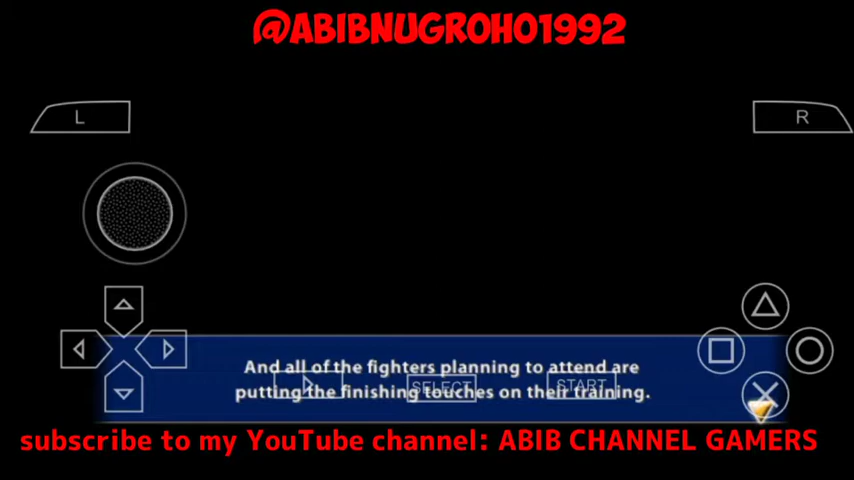 @ABIBNUGROHO1992
L
R
And all of the fighters planning to attend are
putting the finishing touches on their training.
SELECT
START
subscribe to my YouTube channel: ABIB CHANNEL GAMERS